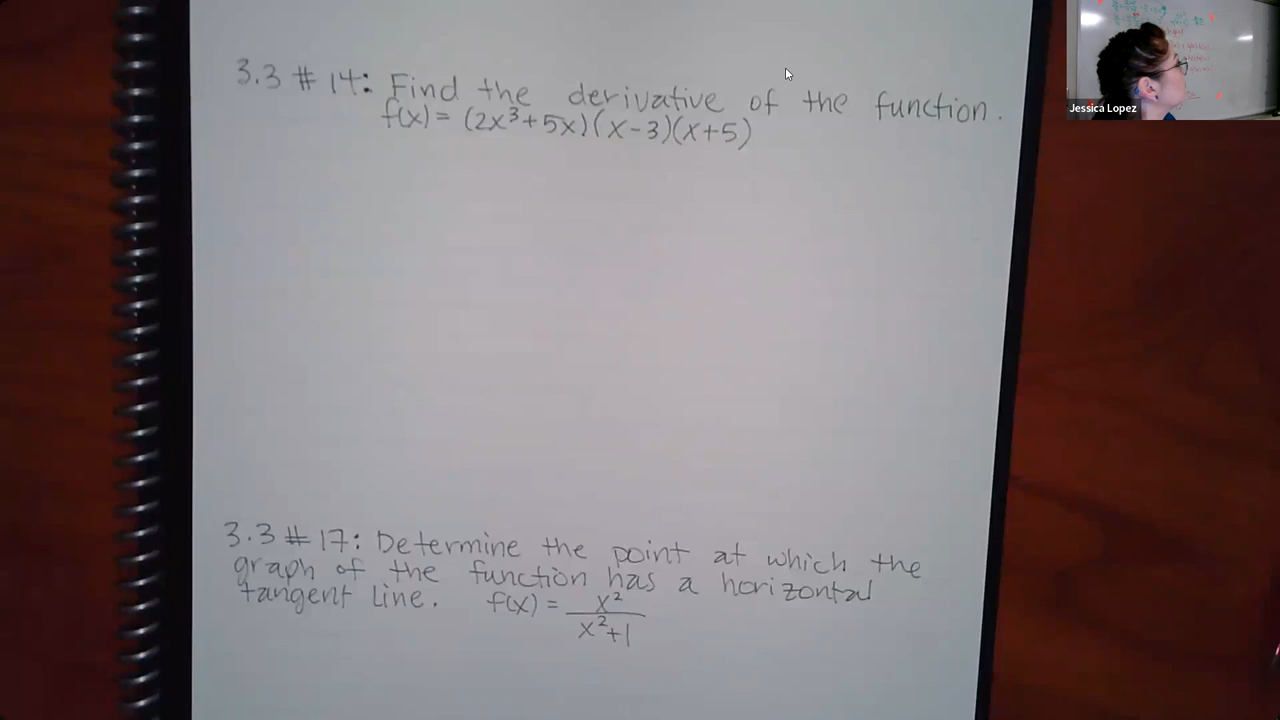 3.3 # 14: Find the derivative of the function.
f(x) = (2x³+5x)(x-3)(x+5)
Jessica Lopez
3.3 # 17: Determine the point at which the
graph of the function has a horizontal
tangent line. f(x) = x²
x²+1